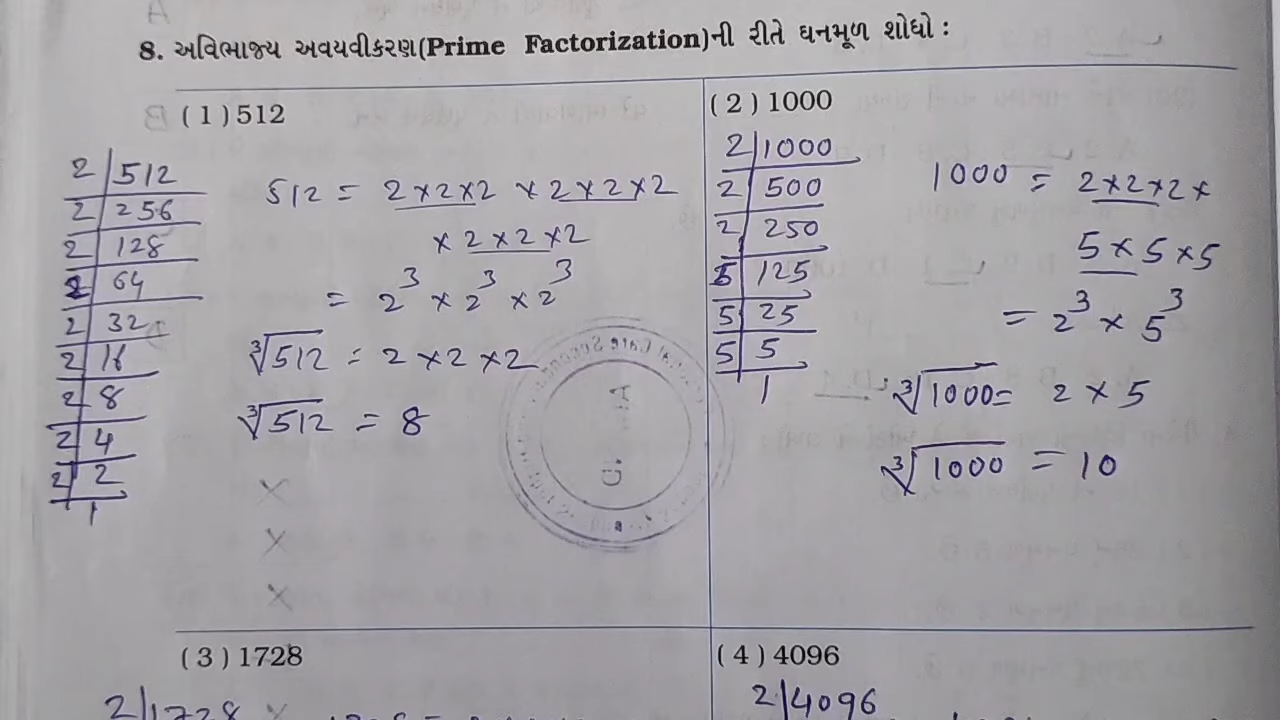 8. અવિભાજ્ય અવયવીકરણ(Prime Factorization)ની રીતે ઘનમૂળ શોધો :
( 1 ) 512
2 | 512
2 | 256
2 | 128
2 | 64
2 | 32
2 | 16
2 | 8
2 | 4
2 | 2
1
512 = 2 × 2 × 2 × 2 × 2 × 2
× 2 × 2 × 2
= 2³ × 2³ × 2³
∛512 = 2 × 2 × 2
∛512 = 8
( 2 ) 1000
2 | 1000
2 | 500
2 | 250
5 | 125
5 | 25
5 | 5
1
1000 = 2 × 2 × 2 ×
5 × 5 × 5
= 2³ × 5³
∛1000 = 2 × 5
∛1000 = 10
( 3 ) 1728
2 | 1728
( 4 ) 4096
2 | 4096